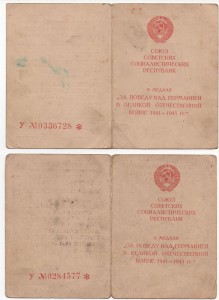 СОЮЗ
СОВЕТСКИХ
СОЦИАЛИСТИЧЕСКИХ
РЕСПУБЛИК
К МЕДАЛИ
„ЗА ПОБЕДУ НАД ГЕРМАНИЕЙ
В ВЕЛИКОЙ ОТЕЧЕСТВЕННОЙ
ВОЙНЕ 1941—1945 гг."
У №0336728 ✻
СОЮЗ
СОВЕТСКИХ
СОЦИАЛИСТИЧЕСКИХ
РЕСПУБЛИК
К МЕДАЛИ
„ЗА ПОБЕДУ НАД ГЕРМАНИЕЙ
В ВЕЛИКОЙ ОТЕЧЕСТВЕННОЙ
ВОЙНЕ 1941—1945 гг."
У №0284577 ✻